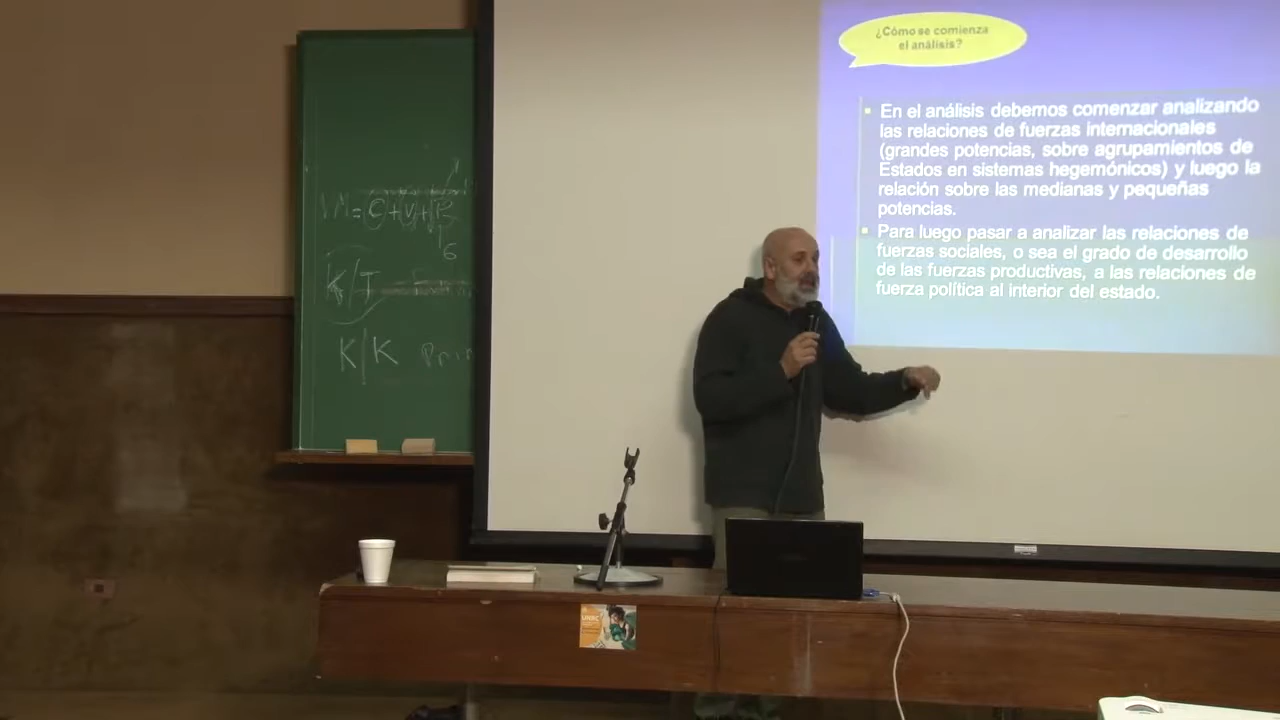 ¿Cómo se comienza
el análisis?
En el análisis debemos comenzar analizando
las relaciones de fuerzas internacionales
(grandes potencias, sobre agrupamientos de
Estados en sistemas hegemónicos) y luego la
relación sobre las medianas y pequeñas
potencias.
Para luego pasar a analizar las relaciones de
fuerzas sociales, o sea el grado de desarrollo
de las fuerzas productivas, a las relaciones de
fuerza política al interior del estado.
K/T
K/K